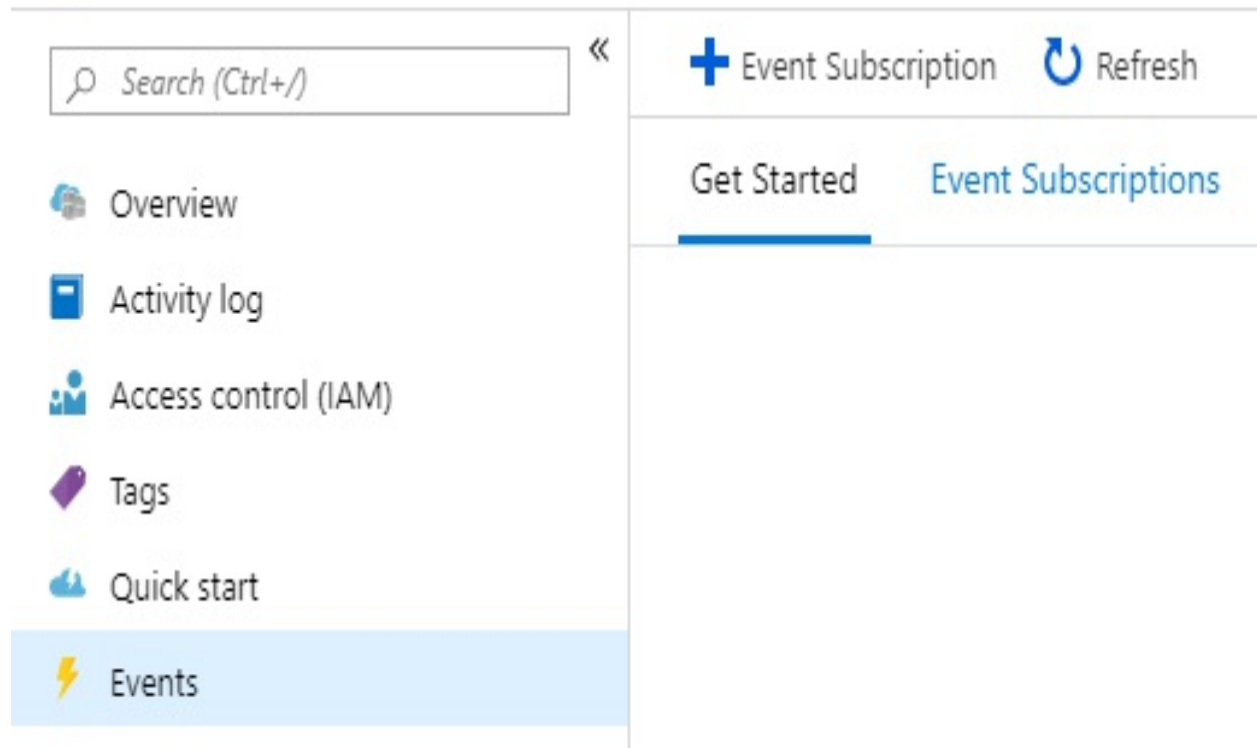 Search (Ctrl+/)
«
Overview
Activity log
Access control (IAM)
Tags
Quick start
Events
Event Subscription
Refresh
Get Started
Event Subscriptions